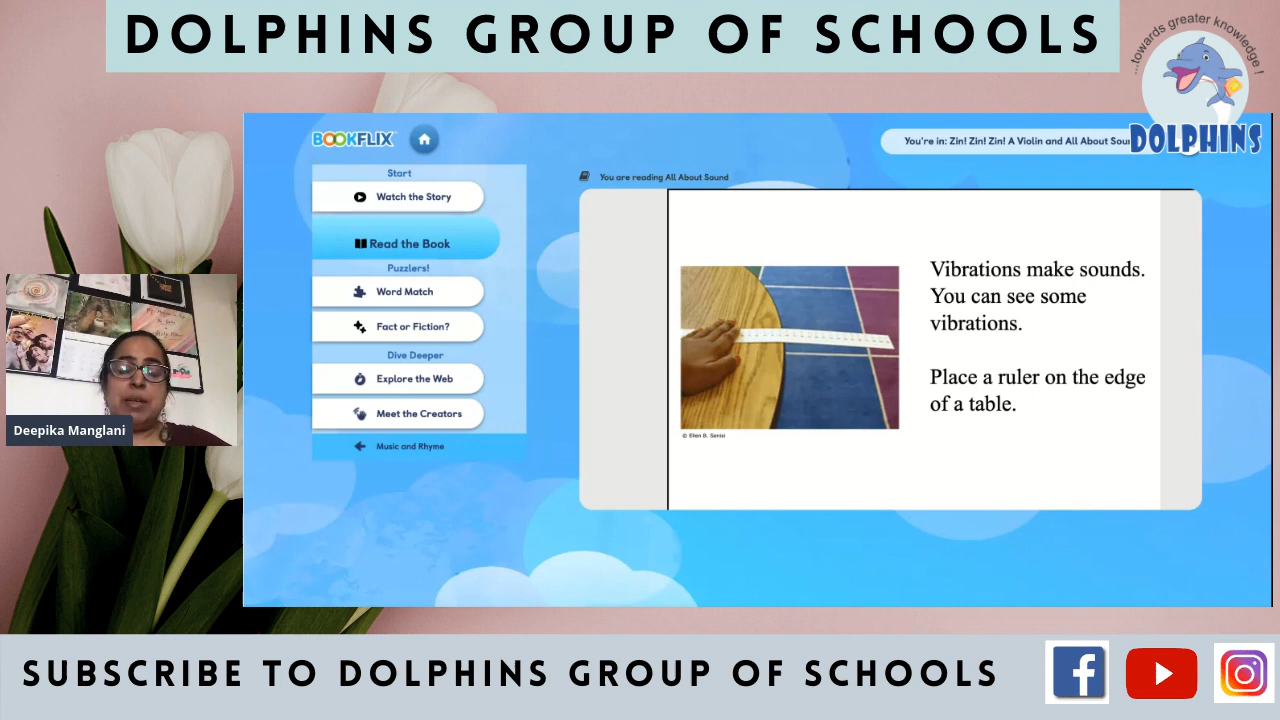 DOLPHINS GROUP OF SCHOOLS
...towards greater knowledge !
DOLPHINS
BOOKFLIX
You're in: Zin! Zin! Zin! A Violin and All About Sou
Start
Watch the Story
Read the Book
Puzzlers!
Word Match
Fact or Fiction?
Dive Deeper
Explore the Web
Meet the Creators
Music and Rhyme
You are reading All About Sound
Vibrations make sounds.
You can see some
vibrations.
Place a ruler on the edge
of a table.
© Ellen B. Senisi
Deepika Manglani
SUBSCRIBE TO DOLPHINS GROUP OF SCHOOLS